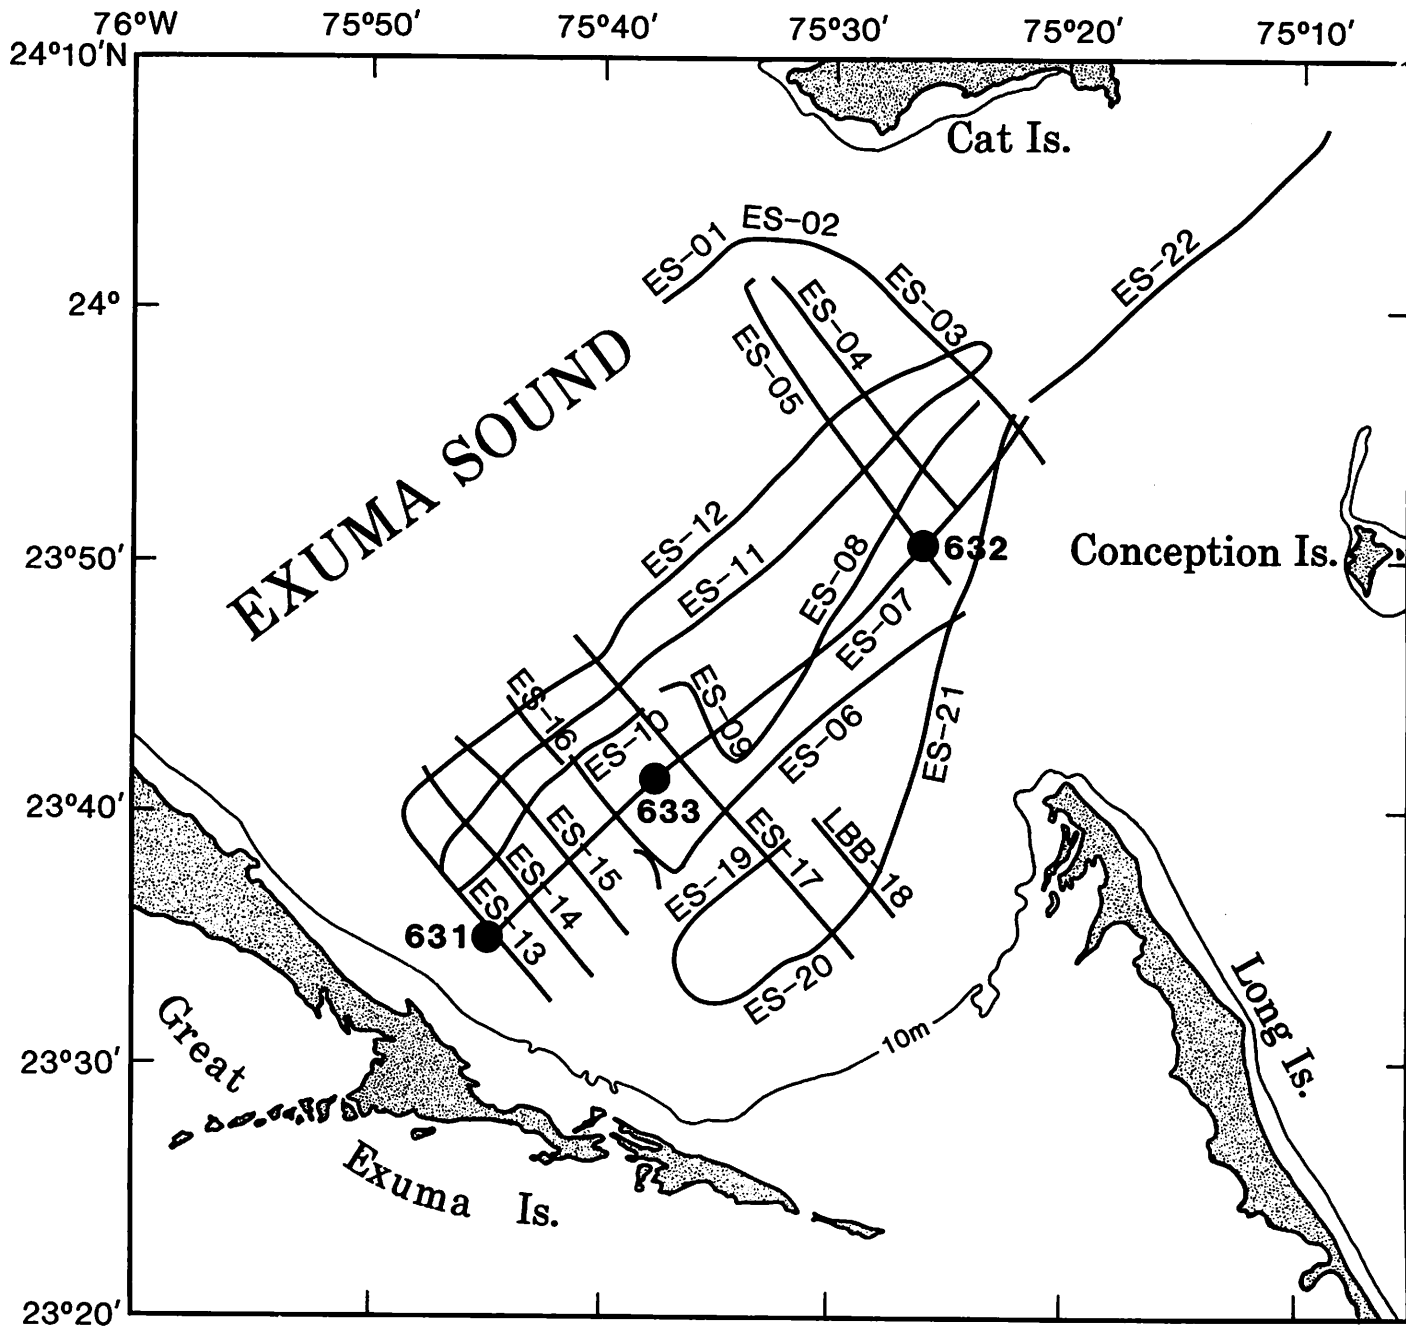 76°W 75°50′ 75°40′ 75°30′ 75°20′ 75°10′
24°10′N
Cat Is.
ES-01
ES-02
ES-03
ES-22
24°
ES-04
ES-05
EXUMA SOUND
ES-12
ES-11
ES-08
632
23°50′
Conception Is.
ES-07
ES-16
ES-10
ES-09
ES-06
ES-21
633
23°40′
ES-15
ES-14
ES-13
ES-19
ES-17
LBB-18
631
ES-20
Long Is.
10m
23°30′
Great
Exuma Is.
23°20′